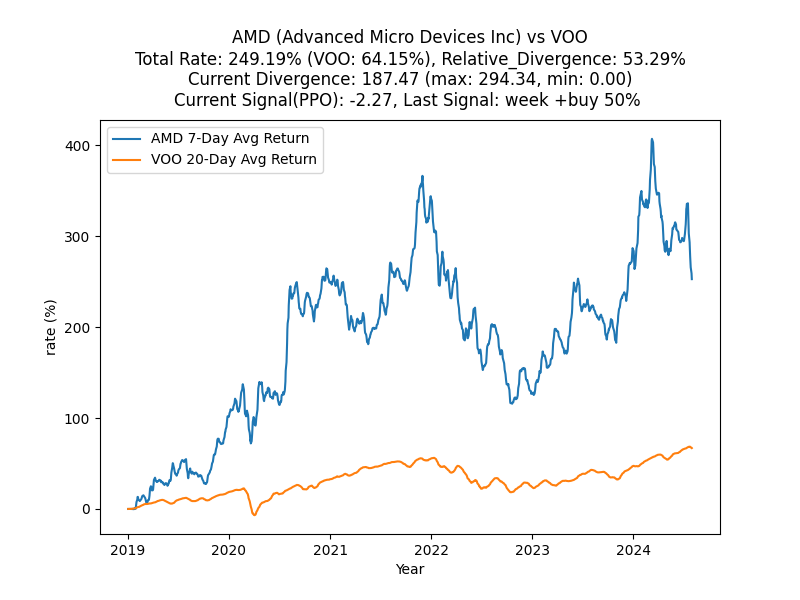 AMD (Advanced Micro Devices Inc) vs VOO
Total Rate: 249.19% (VOO: 64.15%), Relative_Divergence: 53.29%
Current Divergence: 187.47 (max: 294.34, min: 0.00)
Current Signal(PPO): -2.27, Last Signal: week +buy 50%
AMD 7-Day Avg Return
VOO 20-Day Avg Return
400
300
200
100
0
rate (%)
2019 2020 2021 2022 2023 2024
Year